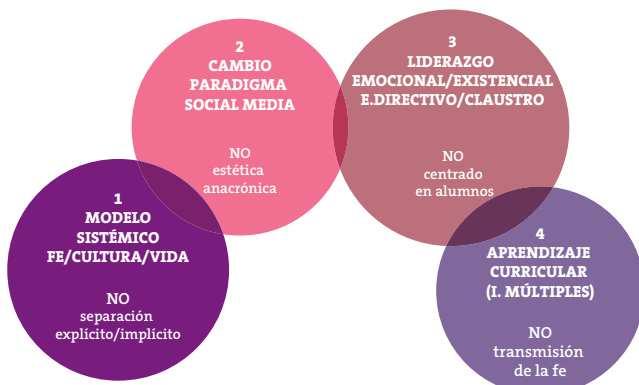 1
MODELO
SISTÉMICO
FE/CULTURA/VIDA
NO
separación
explícito/implícito
2
CAMBIO
PARADIGMA
SOCIAL MEDIA
NO
estética
anacrónica
3
LIDERAZGO
EMOCIONAL/EXISTENCIAL
E.DIRECTIVO/CLAUSTRO
NO
centrado
en alumnos
4
APRENDIZAJE
CURRICULAR
(I. MÚLTIPLES)
NO
transmisión
de la fe